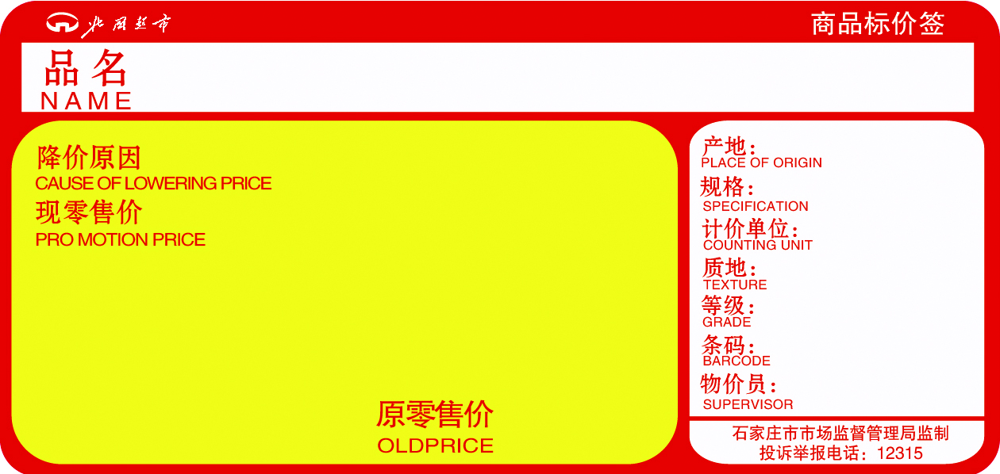 北国超市
商品标价签
品名
NAME
降价原因
CAUSE OF LOWERING PRICE
现零售价
PRO MOTION PRICE
原零售价
OLDPRICE
产地：
PLACE OF ORIGIN
规格：
SPECIFICATION
计价单位：
COUNTING UNIT
质地：
TEXTURE
等级：
GRADE
条码：
BARCODE
物价员：
SUPERVISOR
石家庄市市场监督管理局监制
投诉举报电话：12315